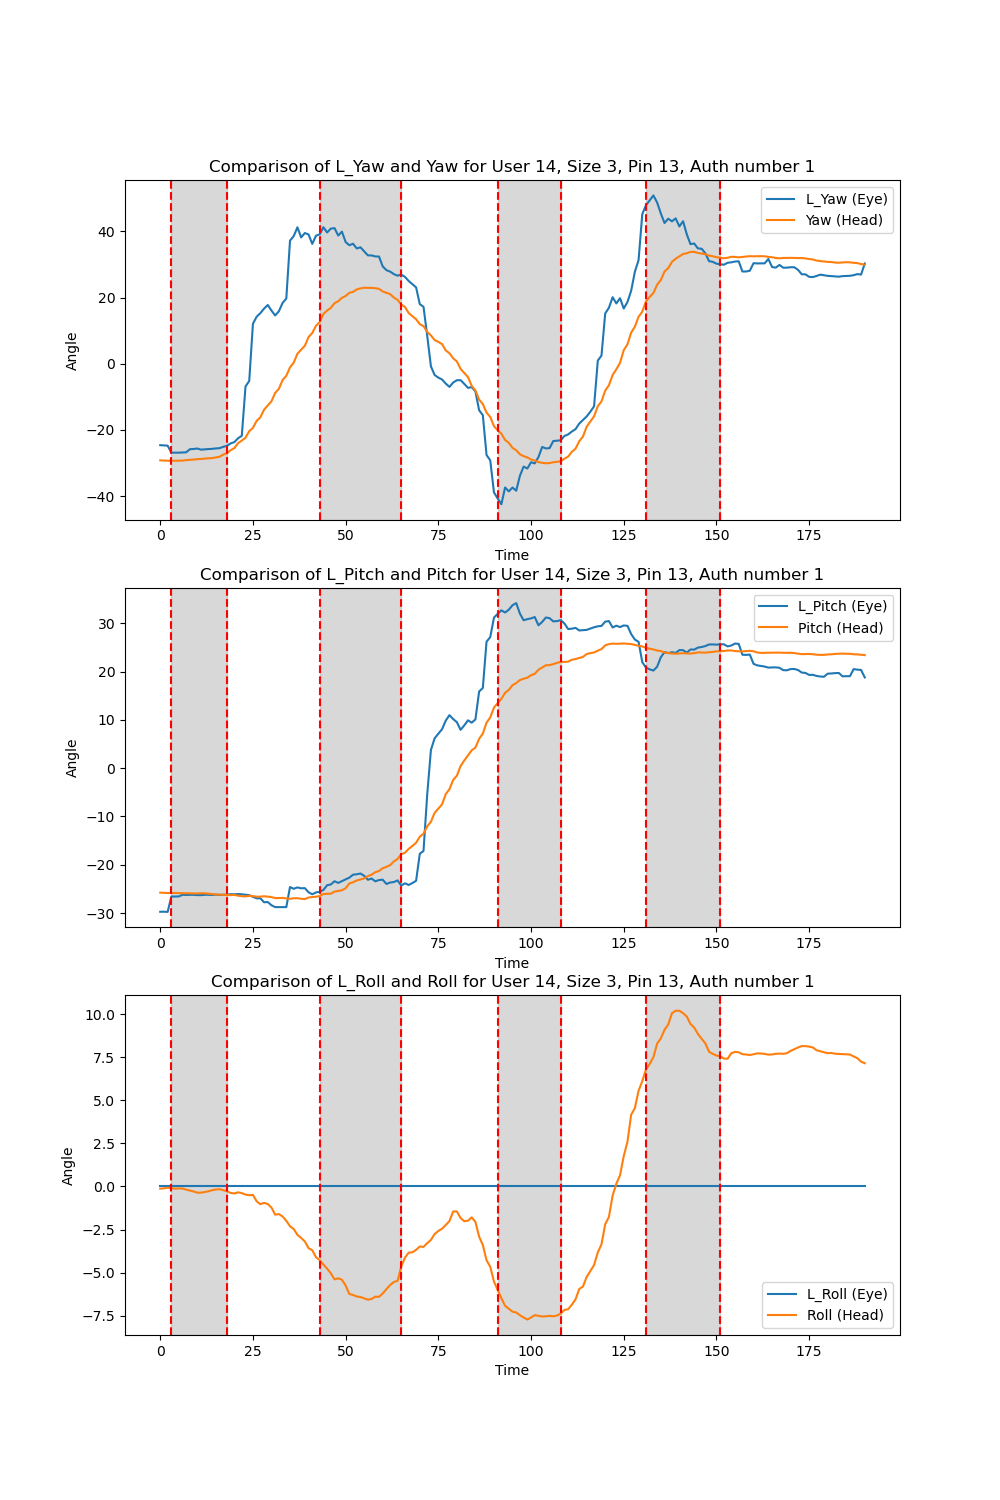 Comparison of L_Yaw and Yaw for User 14, Size 3, Pin 13, Auth number 1
L_Yaw (Eye)
Yaw (Head)
40
20
0
−20
−40
Angle
0 25 50 75 100 125 150 175
Time
Comparison of L_Pitch and Pitch for User 14, Size 3, Pin 13, Auth number 1
L_Pitch (Eye)
Pitch (Head)
30
20
10
0
−10
−20
−30
Angle
0 25 50 75 100 125 150 175
Time
Comparison of L_Roll and Roll for User 14, Size 3, Pin 13, Auth number 1
10.0
7.5
5.0
2.5
0.0
−2.5
−5.0
−7.5
Angle
L_Roll (Eye)
Roll (Head)
0 25 50 75 100 125 150 175
Time